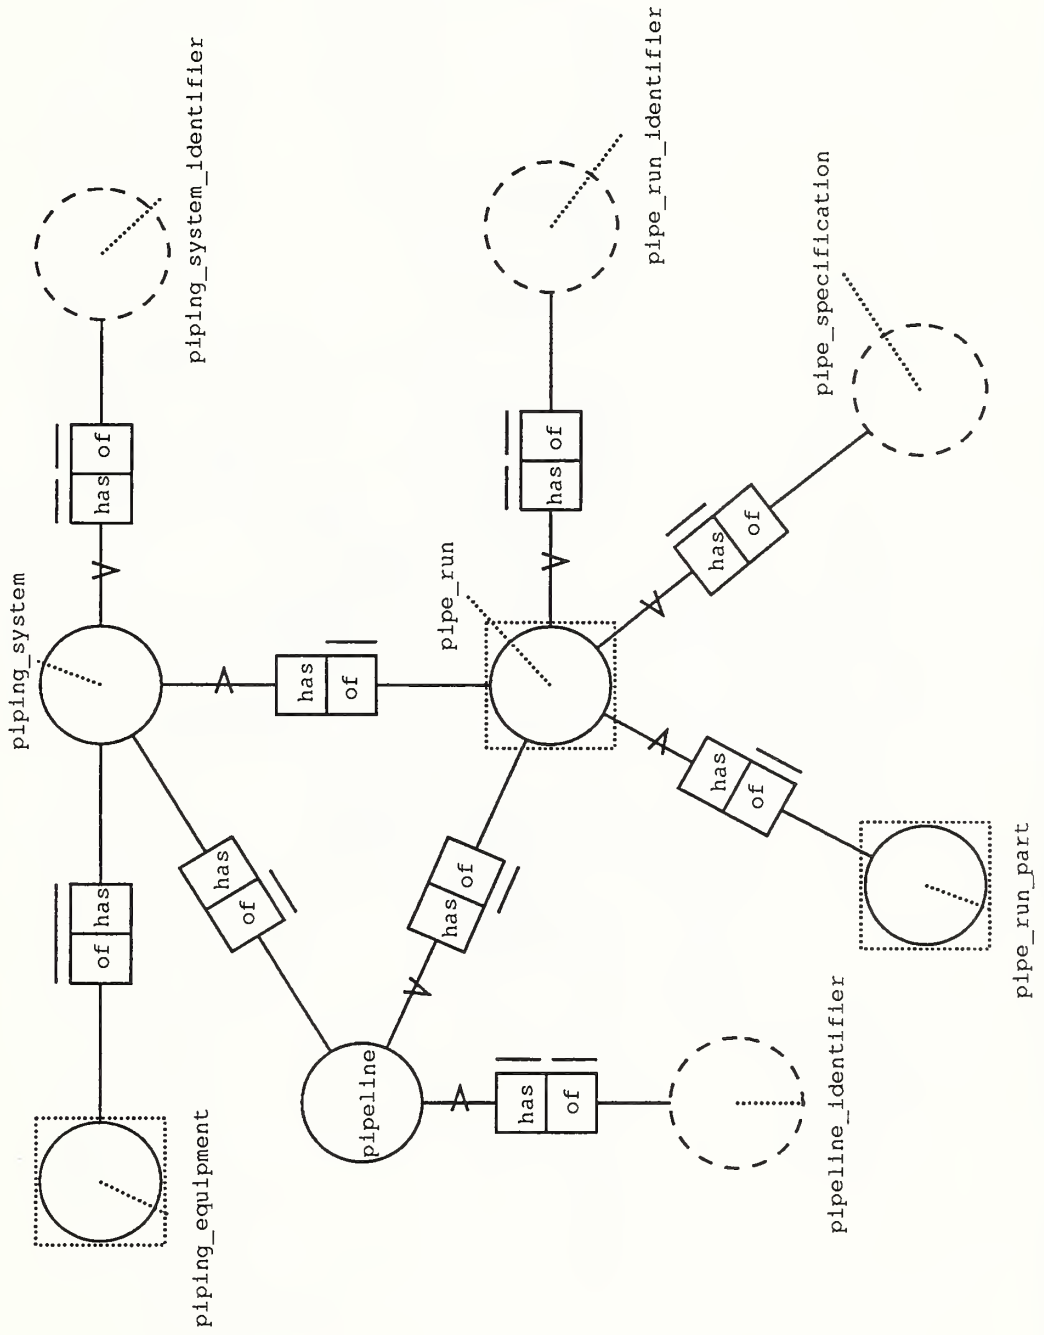 piping_system
of has
has of
piping_equipment
piping_system_identifier
has
of
has
of
pipeline
pipe_run
has of
has
of
has of
pipe_run_identifier
has
of
has
of
pipe_specification
pipeline_identifier
pipe_run_part